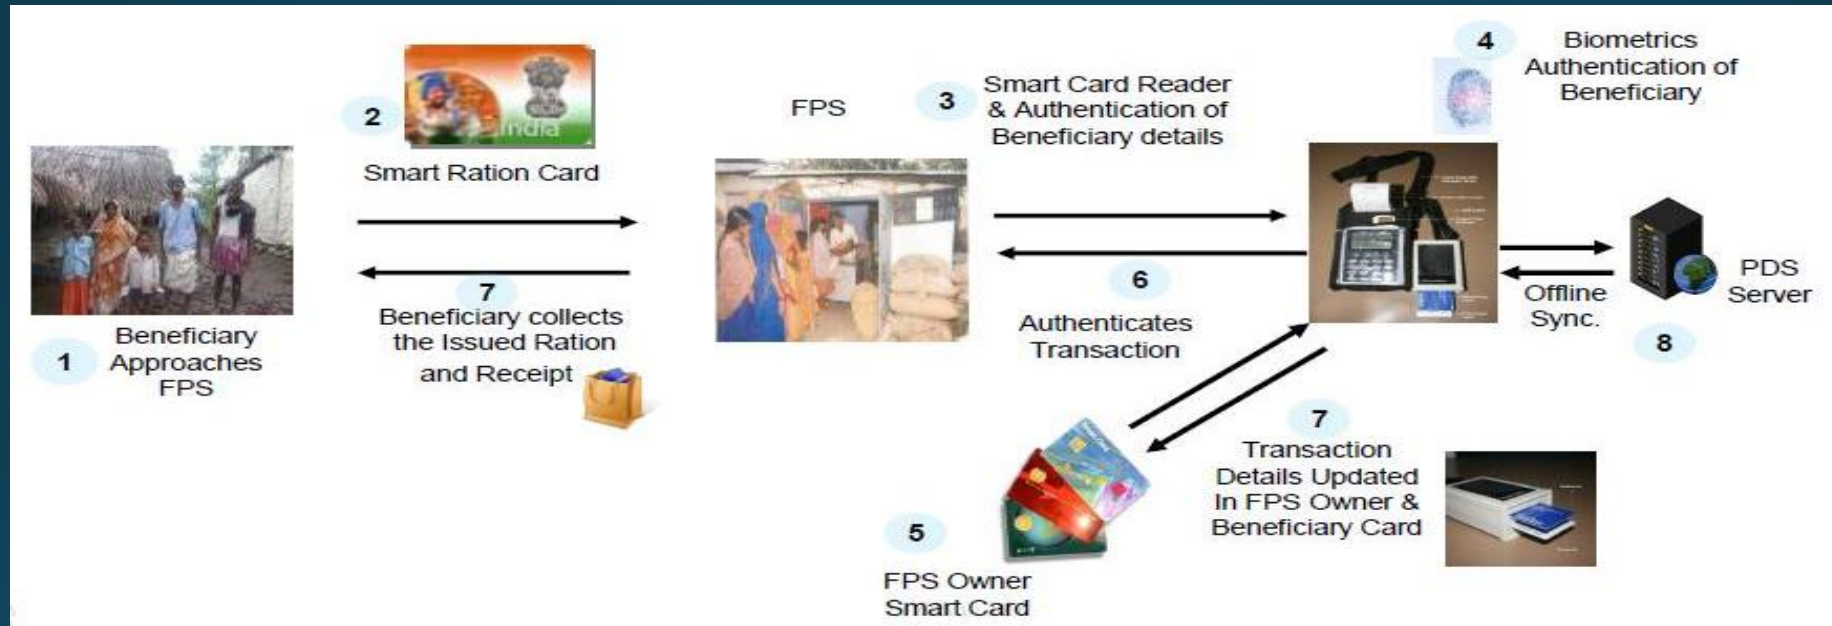 1
Beneficiary
Approaches
FPS
2
India
Smart Ration Card
7
Beneficiary collects
the Issued Ration
and Receipt
FPS
3
Smart Card Reader
& Authentication of
Beneficiary details
4
Biometrics
Authentication of
Beneficiary
5
FPS Owner
Smart Card
6
Authenticates
Transaction
7
Transaction
Details Updated
In FPS Owner &
Beneficiary Card
PDS
Server
Offline
Sync.
8